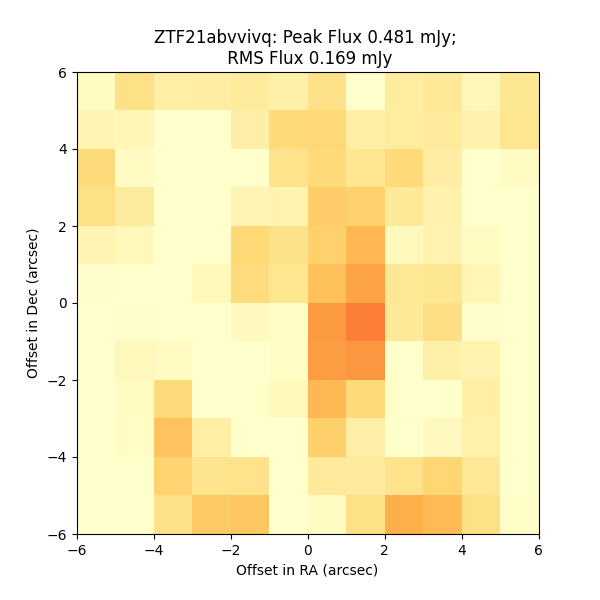 ZTF21abvvivq: Peak Flux 0.481 mJy;
RMS Flux 0.169 mJy
6
4
2
0
−2
−4
−6
Offset in Dec (arcsec)
−6 −4 −2 0 2 4 6
Offset in RA (arcsec)